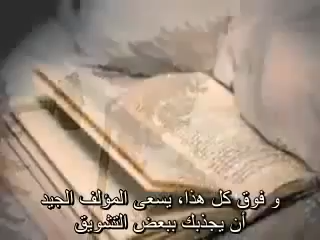 و فوق كل هذا، يسعى المؤلف الجيد
أن يجذبك ببعض التشويق